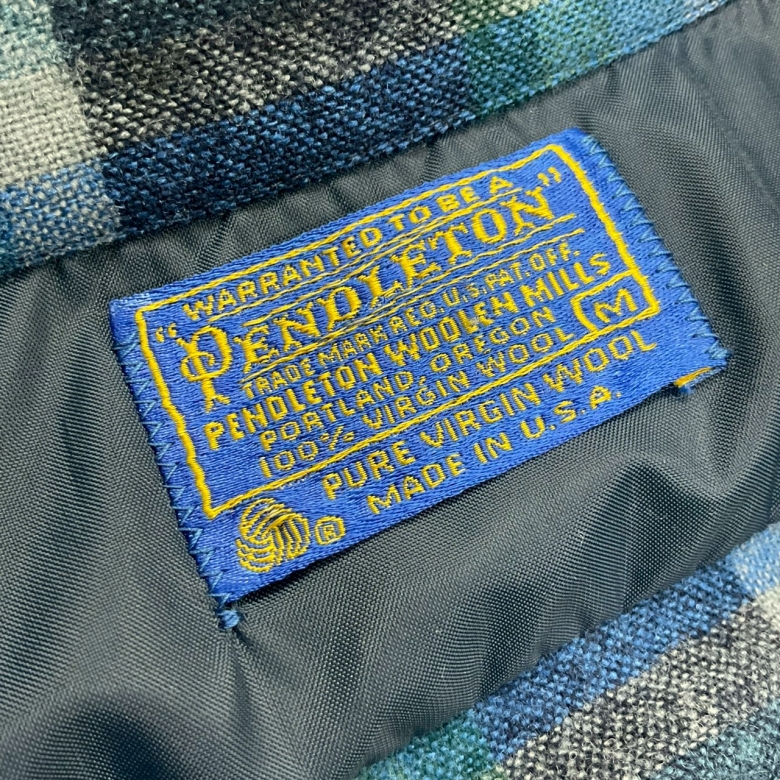 "WARRANTED TO BE A
PENDLETON"
TRADE MARK REG. U.S. PAT. OFF.
PENDLETON WOOLEN MILLS
PORTLAND, OREGON
100% VIRGIN WOOL
M
PURE VIRGIN WOOL
® MADE IN U.S.A.